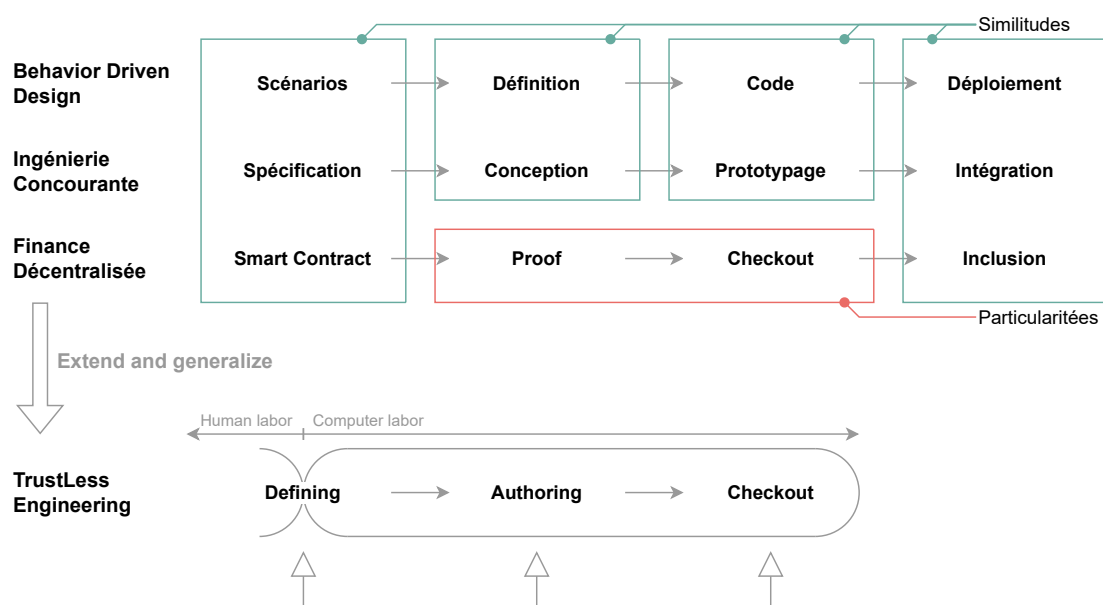 Similitudes
Behavior Driven
Design
Scénarios
Définition
Code
Déploiement
Ingénierie
Concourante
Spécification
Conception
Prototypage
Intégration
Finance
Décentralisée
Smart Contract
Proof
Checkout
Inclusion
Particularitées
Extend and generalize
Human labor
Computer labor
TrustLess
Engineering
Defining
Authoring
Checkout